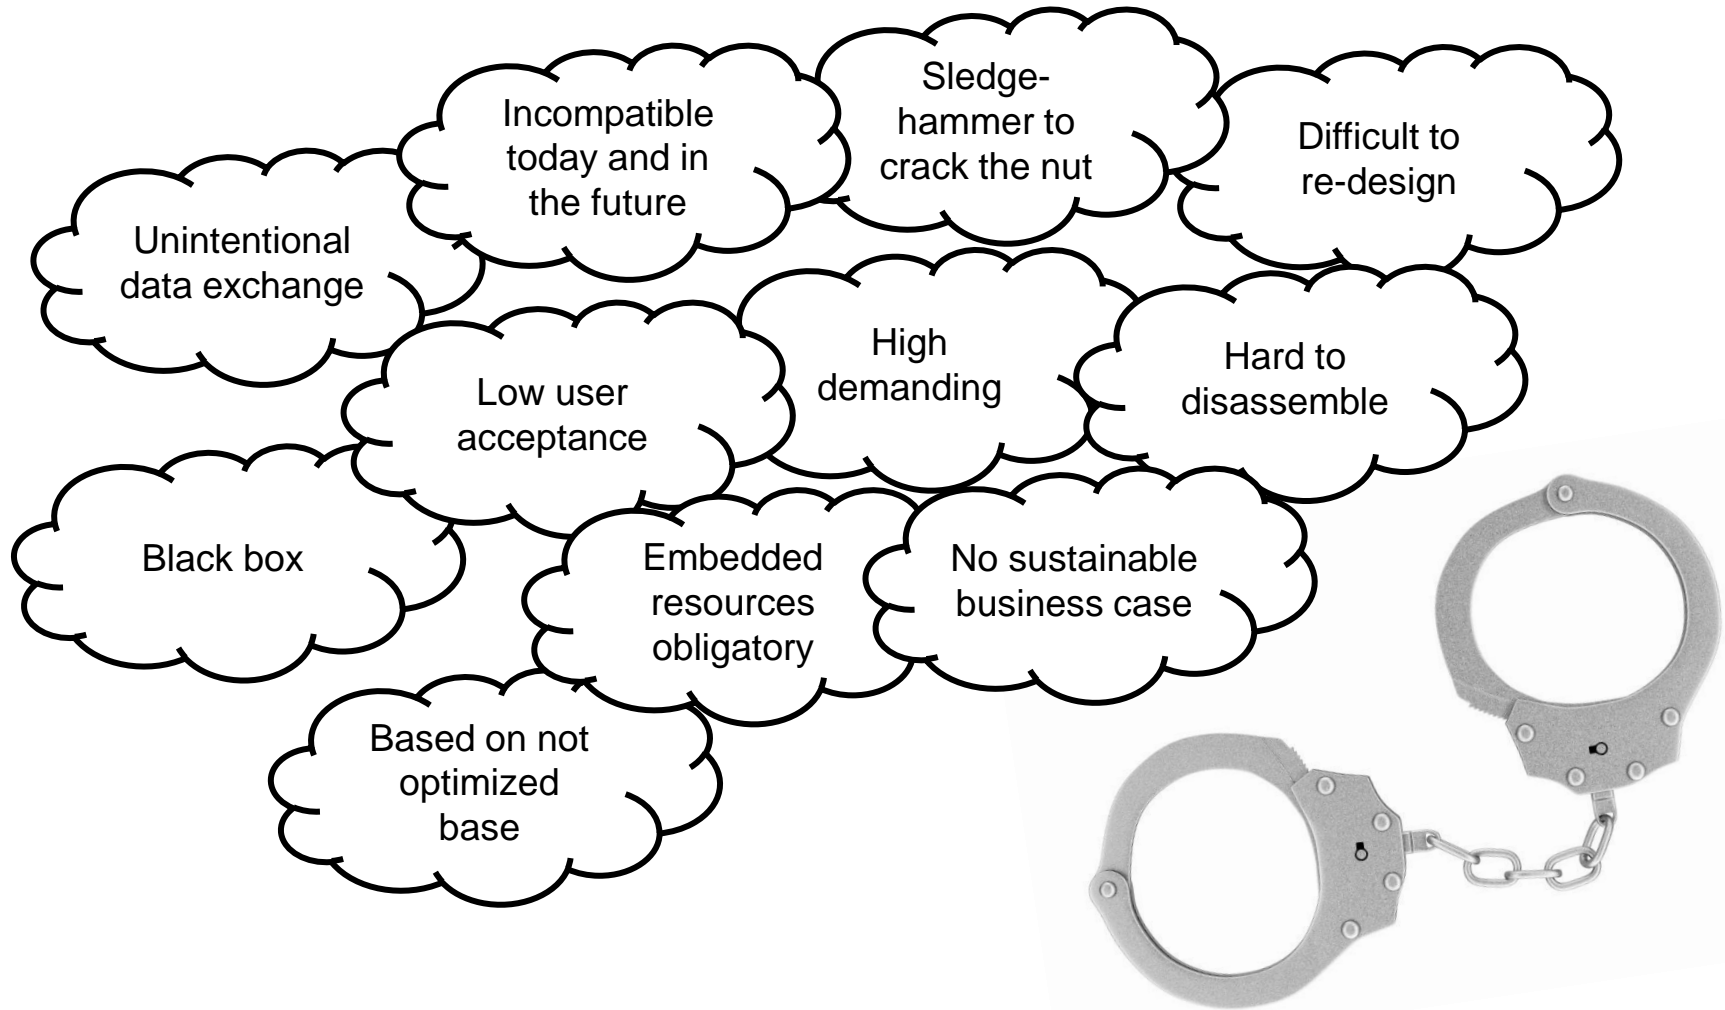 Sledge-
hammer to
crack the nut
Incompatible
today and in
the future
Difficult to
re-design
Unintentional
data exchange
High
demanding
Hard to
disassemble
Low user
acceptance
Black box
Embedded
resources
obligatory
No sustainable
business case
Based on not
optimized
base